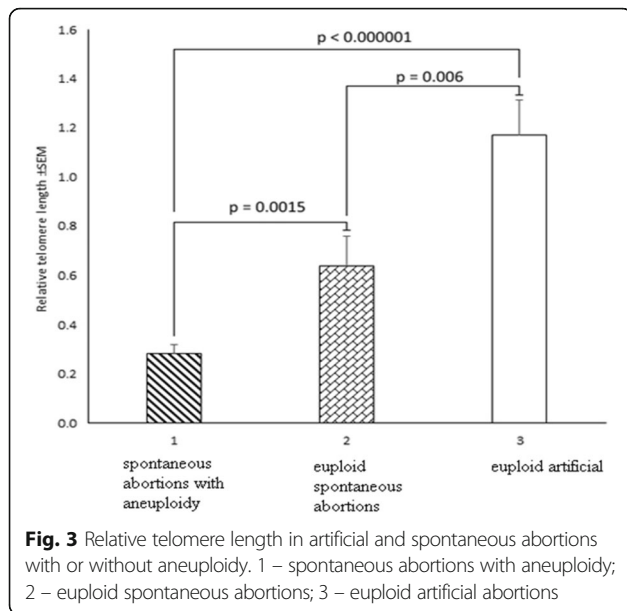 1.6
p < 0.000001
1.4
p = 0.006
1.2
1.0
p = 0.0015
0.8
0.6
0.4
0.2
0.0
Relative telomere length ±SEM
1
2
3
spontaneous
abortions with
aneuploidy
euploid
spontaneous
abortions
euploid artificial
Fig. 3 Relative telomere length in artificial and spontaneous abortions
with or without aneuploidy. 1 – spontaneous abortions with aneuploidy;
2 – euploid spontaneous abortions; 3 – euploid artificial abortions